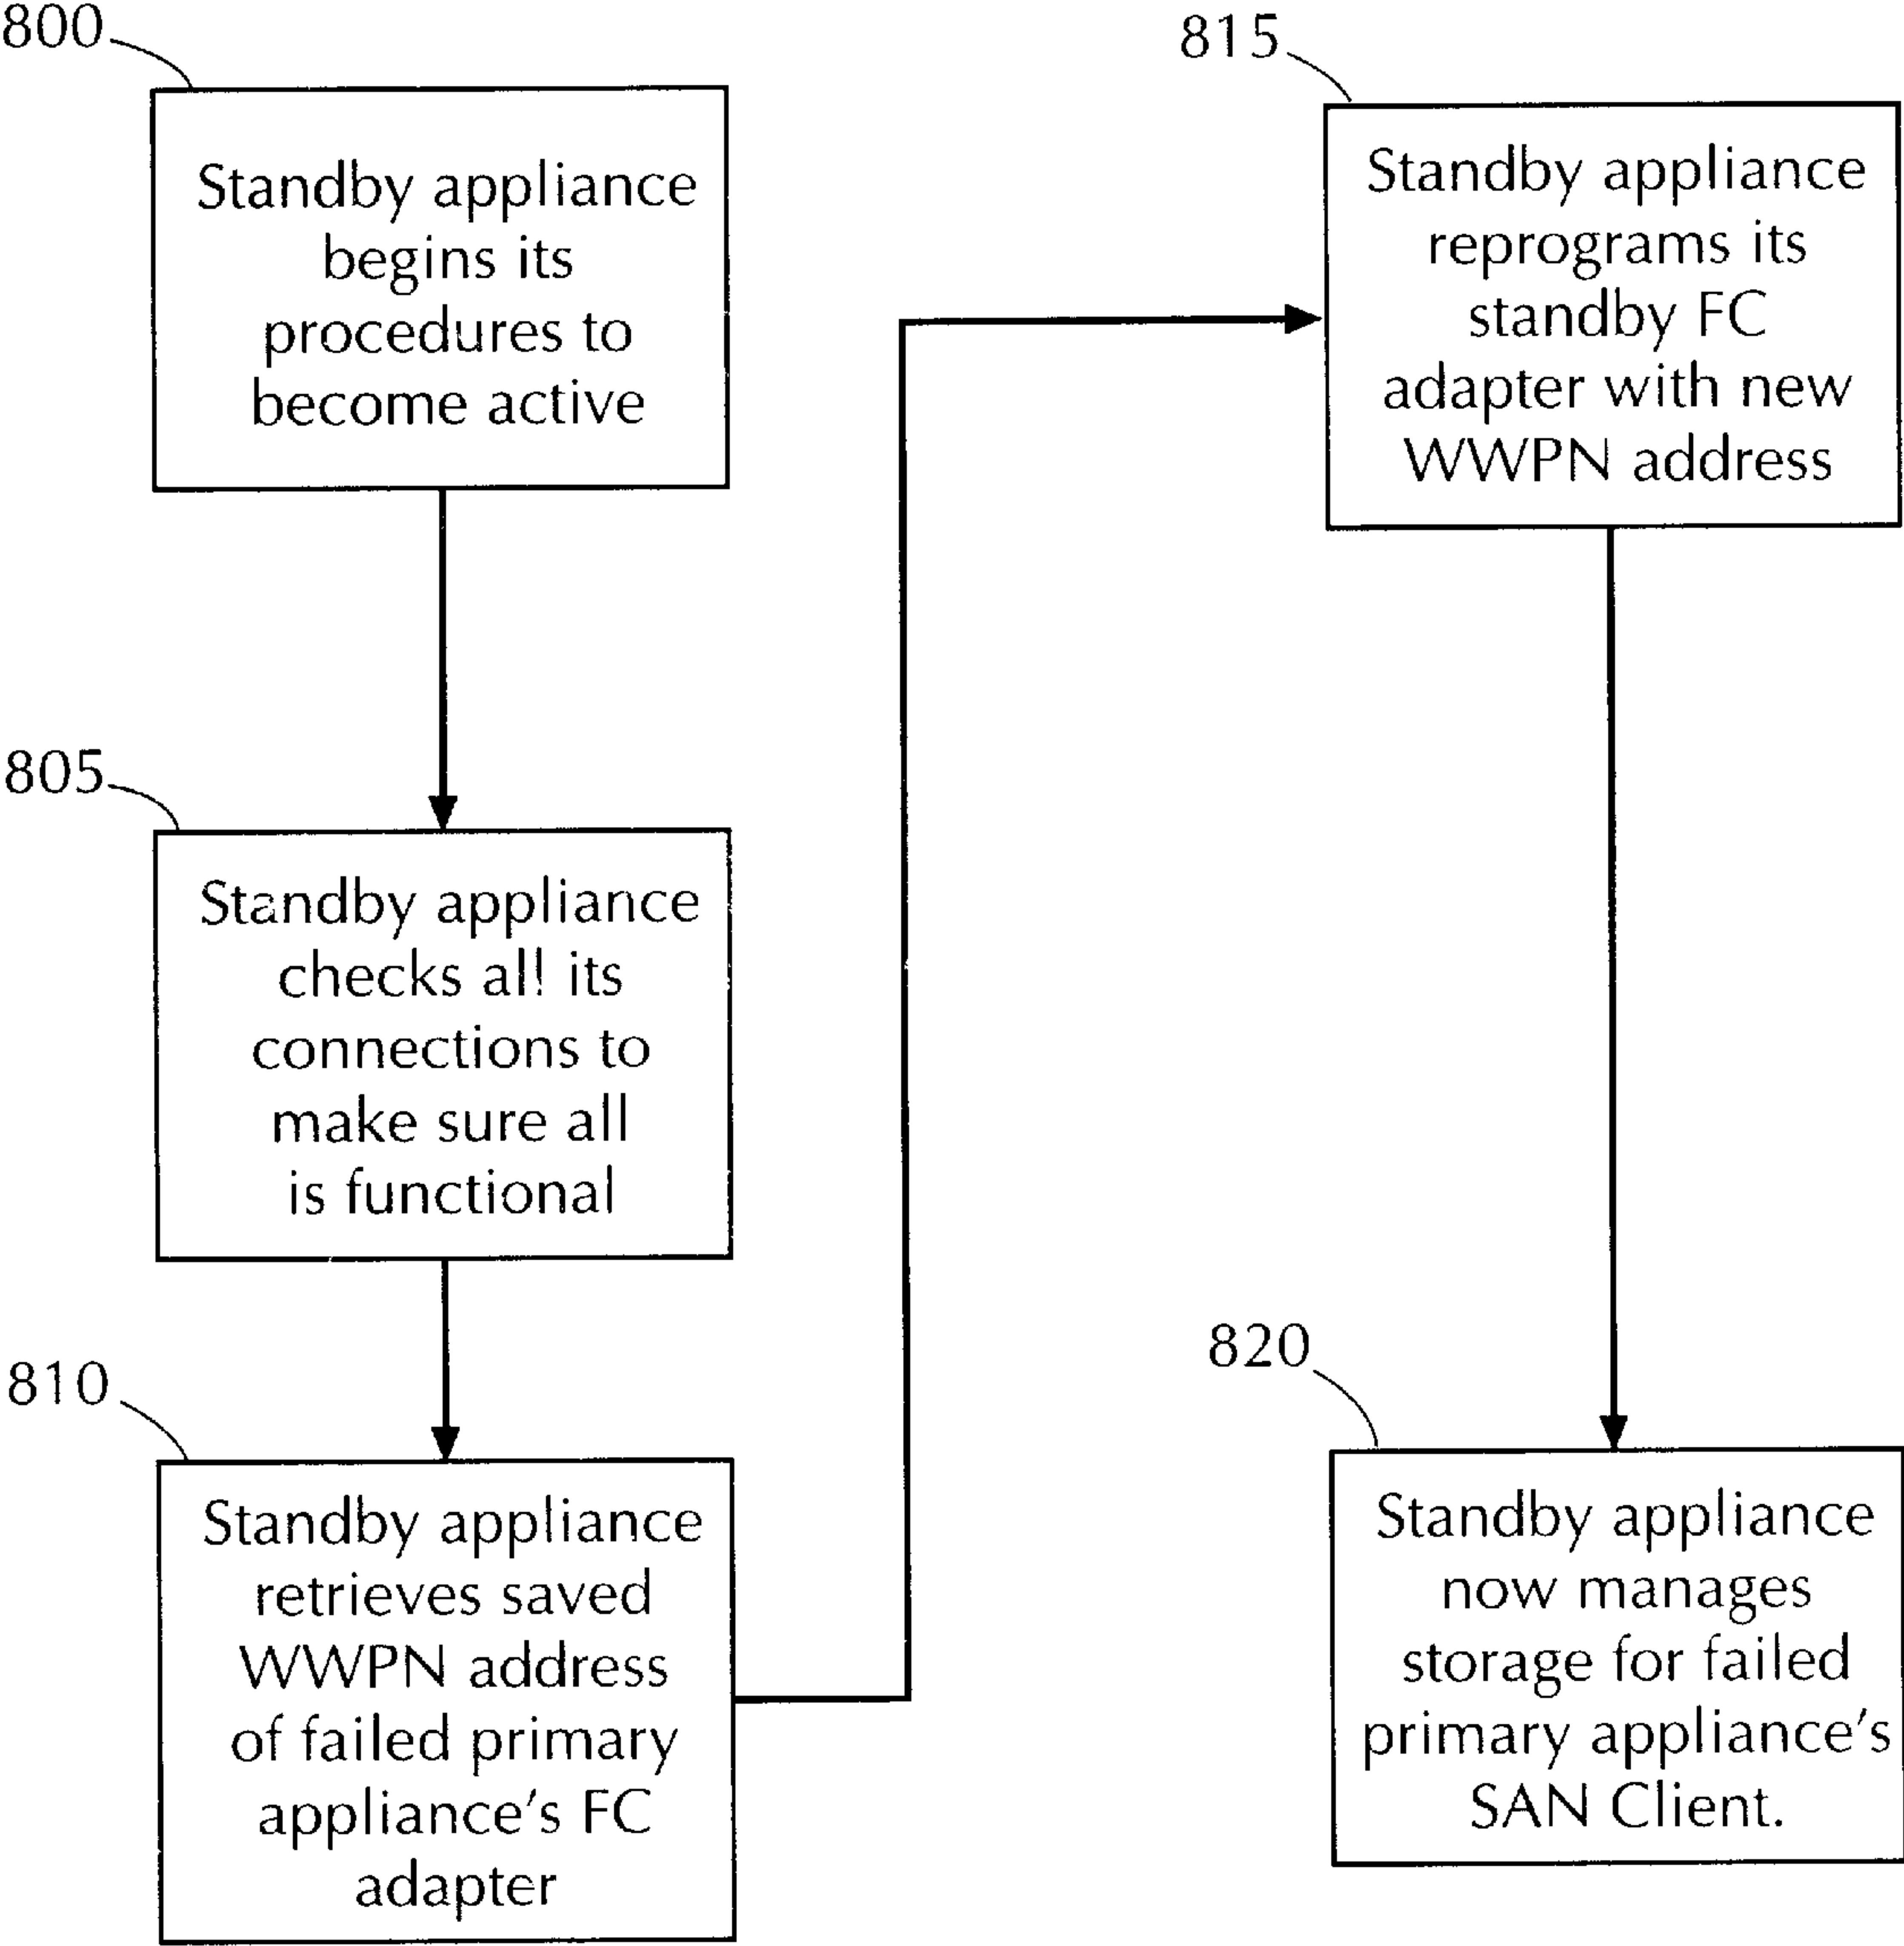 800
Standby appliance
begins its
procedures to
become active
805
Standby appliance
checks all its
connections to
make sure all
is functional
810
Standby appliance
retrieves saved
WWPN address
of failed primary
appliance's FC
adapter
815
Standby appliance
reprograms its
standby FC
adapter with new
WWPN address
820
Standby appliance
now manages
storage for failed
primary appliance's
SAN Client.